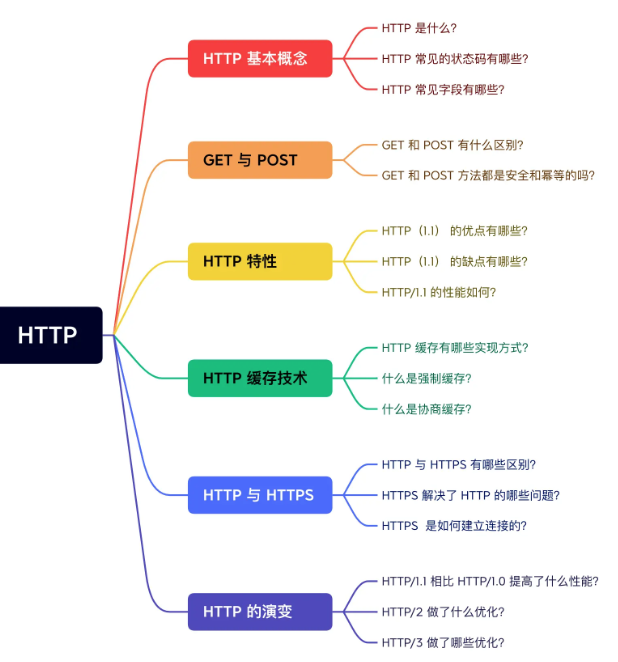 HTTP
HTTP 基本概念
HTTP 是什么?
HTTP 常见的状态码有哪些?
HTTP 常见字段有哪些?
GET 与 POST
GET 和 POST 有什么区别?
GET 和 POST 方法都是安全和幂等的吗?
HTTP 特性
HTTP（1.1） 的优点有哪些?
HTTP（1.1） 的缺点有哪些?
HTTP/1.1 的性能如何?
HTTP 缓存技术
HTTP 缓存有哪些实现方式?
什么是强制缓存?
什么是协商缓存?
HTTP 与 HTTPS
HTTP 与 HTTPS 有哪些区别?
HTTPS 解决了 HTTP 的哪些问题?
HTTPS 是如何建立连接的?
HTTP 的演变
HTTP/1.1 相比 HTTP/1.0 提高了什么性能?
HTTP/2 做了什么优化?
HTTP/3 做了哪些优化?